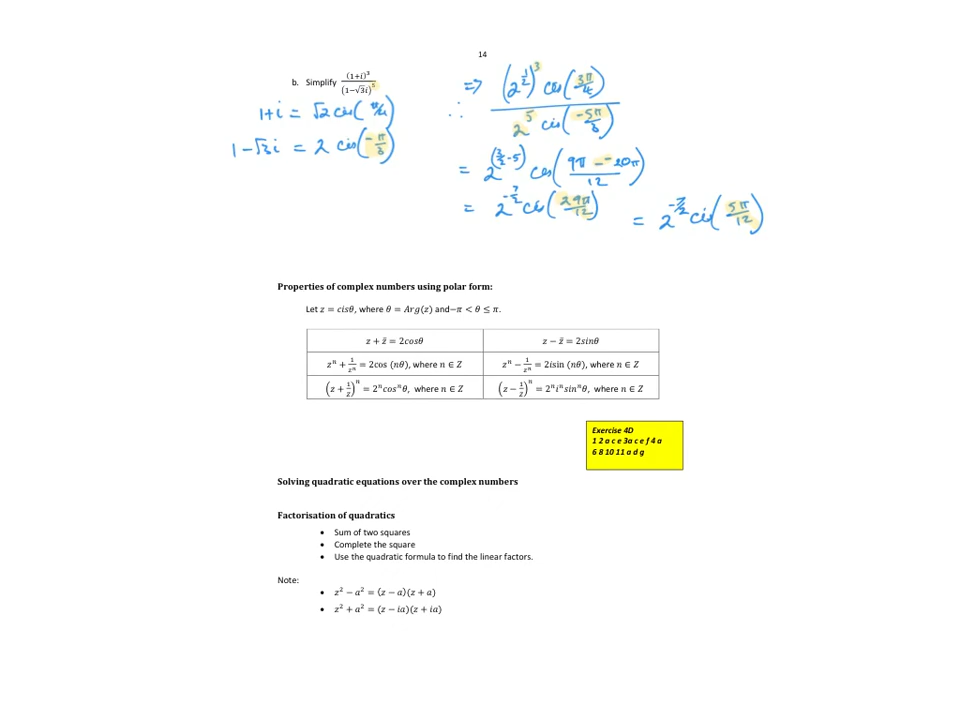 14
b. Simplify (1+i)³/(1−√3i)⁵
1+i = √2 cis(π/4)
1−√3i = 2 cis(−π/3)
∴ => (2^(1/2))³ cis(3π/4) / 2⁵ cis(−5π/3)
= 2^(3/2−5) cis((9π − −20π)/12)
= 2^(−7/2) cis(29π/12) = 2^(−7/2) cis(5π/12)
Properties of complex numbers using polar form:
Let z = cisθ, where θ = Arg(z) and−π < θ ≤ π.
z + z̄ = 2cosθ z − z̄ = 2sinθ
zⁿ + 1/zⁿ = 2cos (nθ), where n ∈ Z zⁿ − 1/zⁿ = 2isin (nθ), where n ∈ Z
(z + 1/z)ⁿ = 2ⁿcosⁿθ, where n ∈ Z (z − 1/z)ⁿ = 2ⁿiⁿsinⁿθ, where n ∈ Z
Exercise 4D
1 2 a c e 3a c e f 4 a
6 8 10 11 a d g
Solving quadratic equations over the complex numbers
Factorisation of quadratics
• Sum of two squares
• Complete the square
• Use the quadratic formula to find the linear factors.
Note:
• z² − a² = (z − a)(z + a)
• z² + a² = (z − ia)(z + ia)